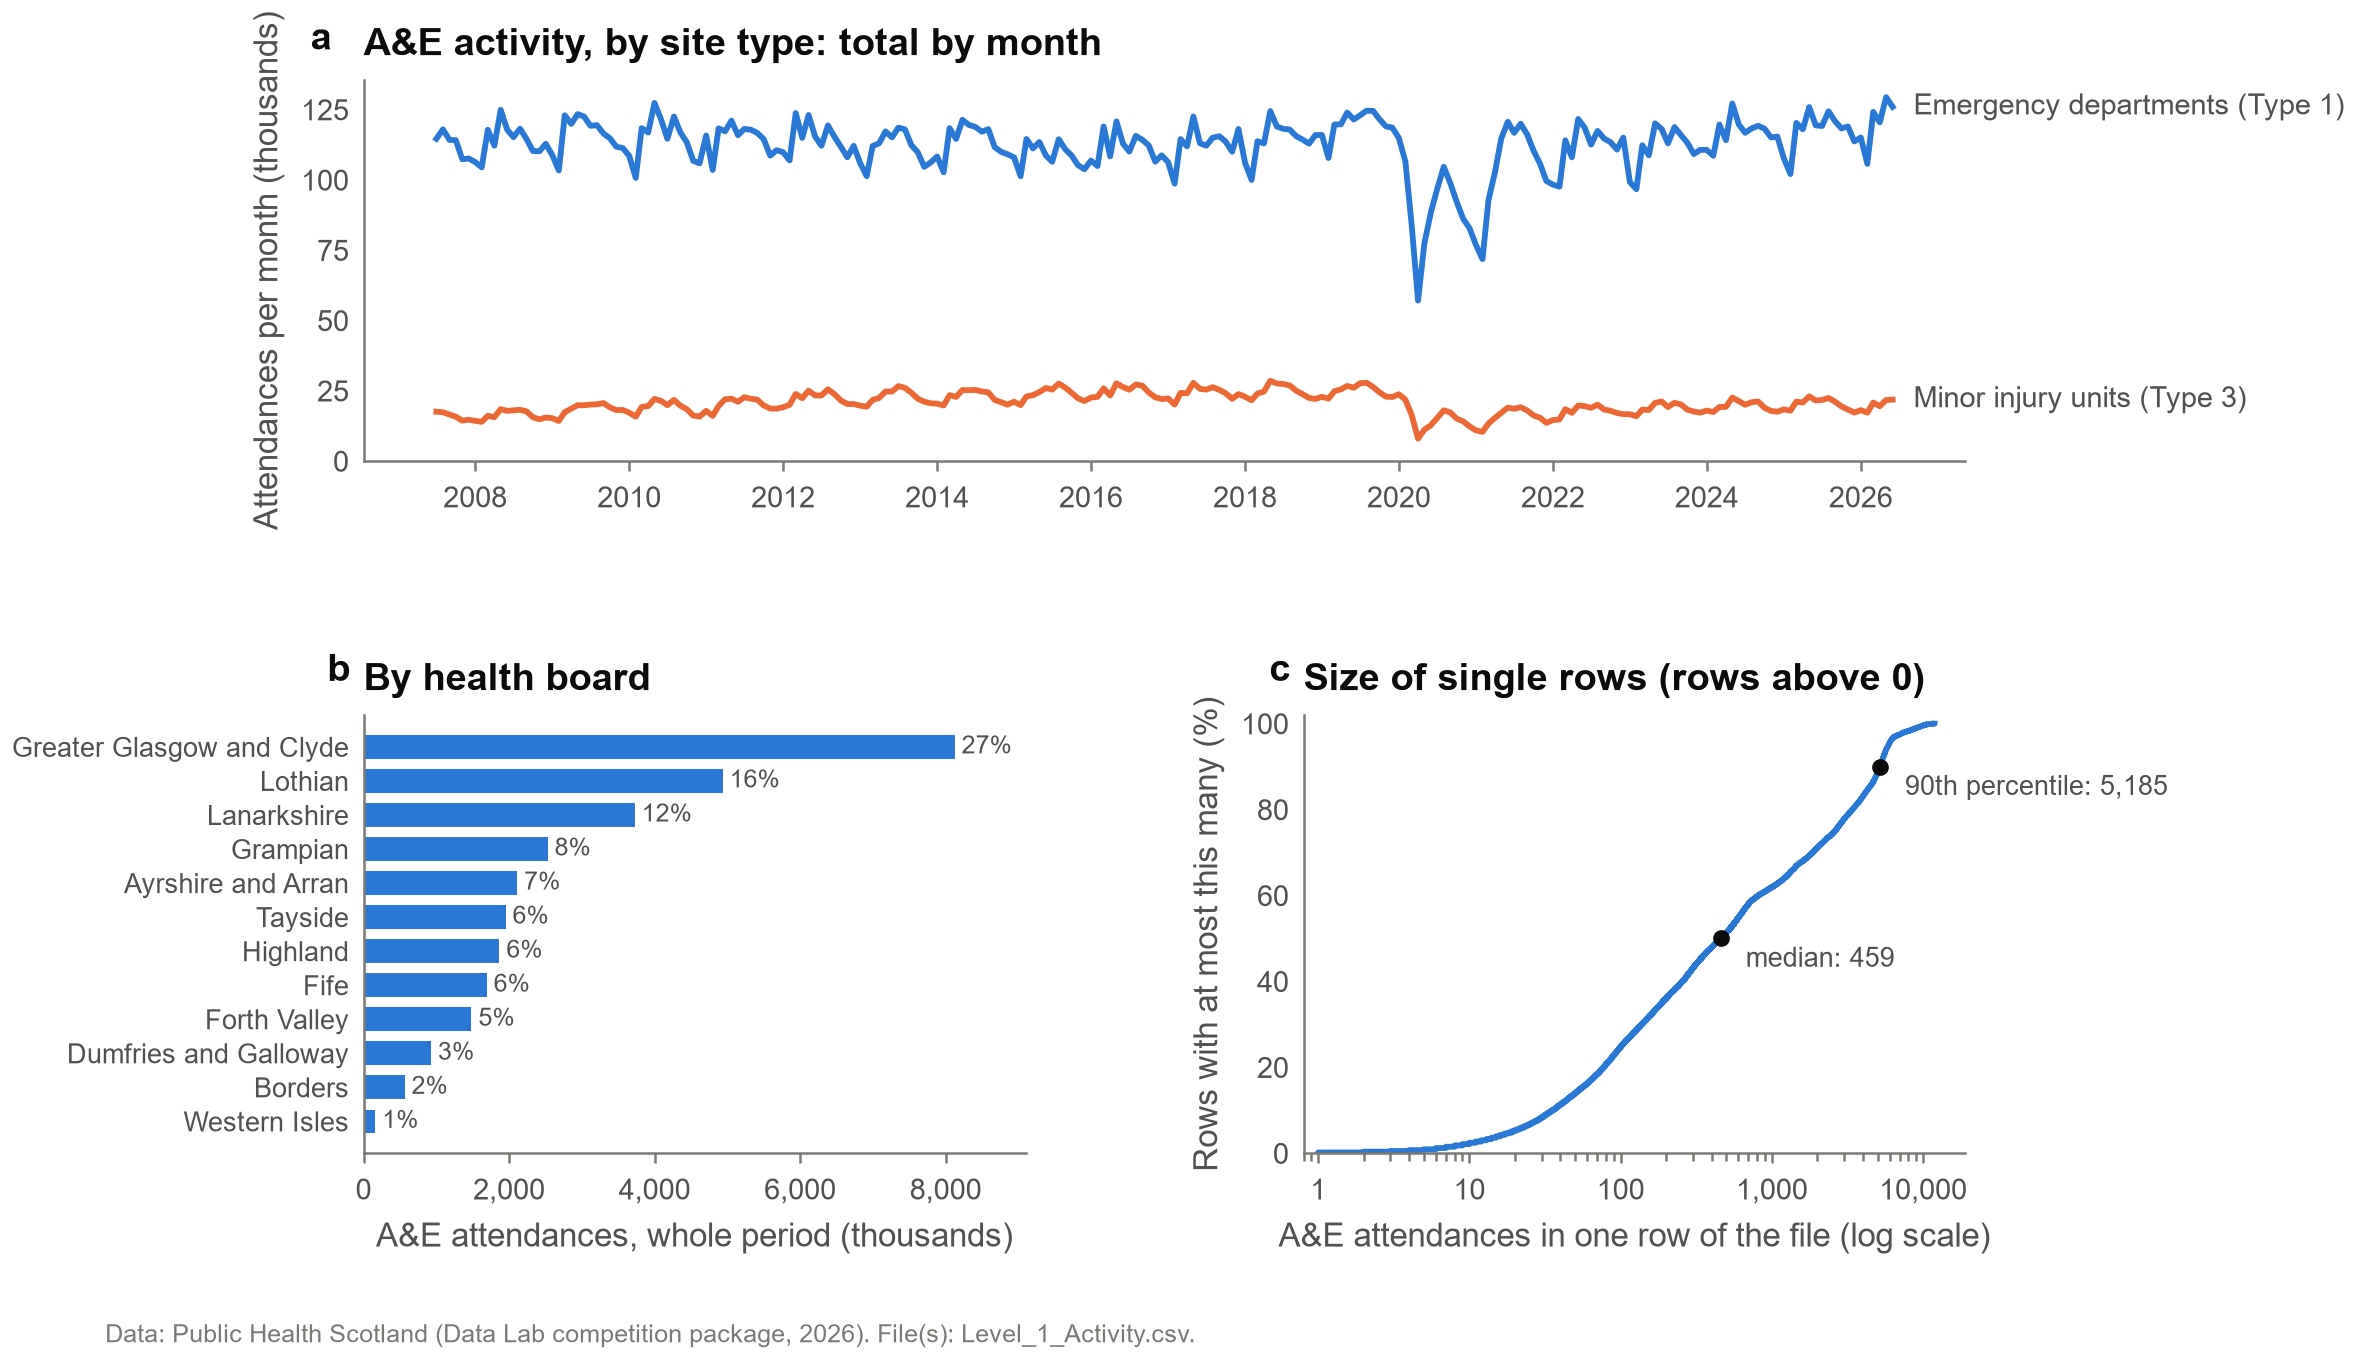 a A&E activity, by site type: total by month
Attendances per month (thousands)
125
100
75
50
25
0
Emergency departments (Type 1)
Minor injury units (Type 3)
2008 2010 2012 2014 2016 2018 2020 2022 2024 2026
b By health board
Greater Glasgow and Clyde 27%
Lothian 16%
Lanarkshire 12%
Grampian 8%
Ayrshire and Arran 7%
Tayside 6%
Highland 6%
Fife 6%
Forth Valley 5%
Dumfries and Galloway 3%
Borders 2%
Western Isles 1%
0 2,000 4,000 6,000 8,000
A&E attendances, whole period (thousands)
c Size of single rows (rows above 0)
Rows with at most this many (%)
100
80
60
40
20
0
90th percentile: 5,185
median: 459
1 10 100 1,000 10,000
A&E attendances in one row of the file (log scale)
Data: Public Health Scotland (Data Lab competition package, 2026). File(s): Level_1_Activity.csv.